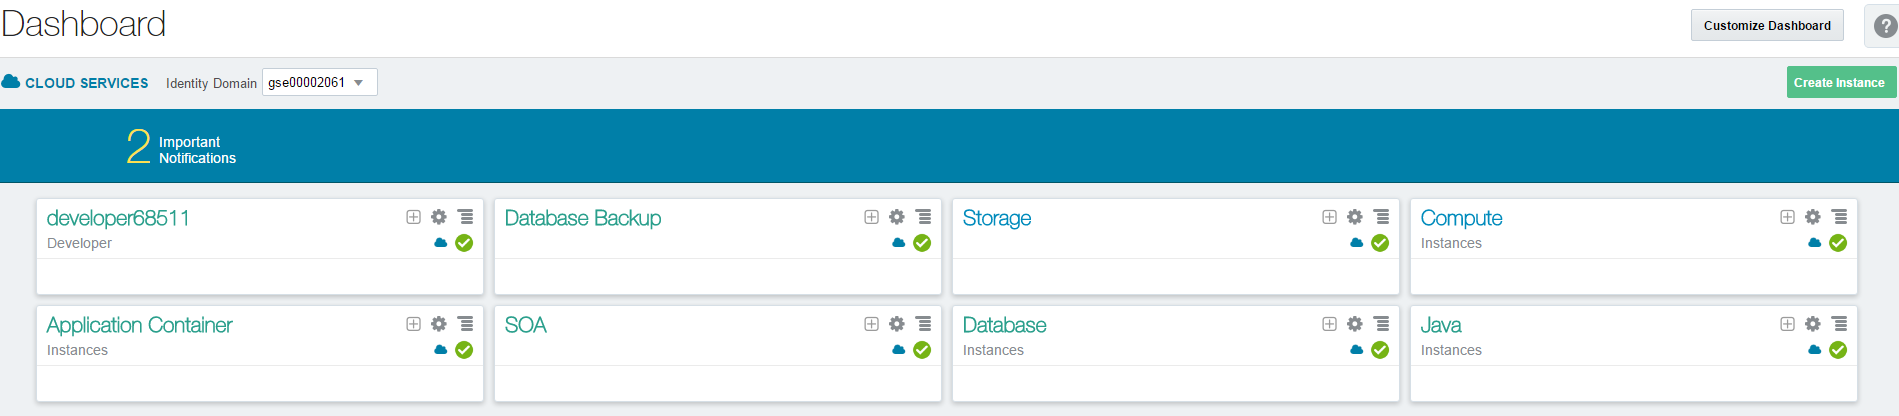 Dashboard
Customize Dashboard
?
CLOUD SERVICES Identity Domain gse00002061
Create Instance
2 Important
Notifications
developer68511
Developer
Database Backup
Storage
Compute
Instances
Application Container
Instances
SOA
Database
Instances
Java
Instances